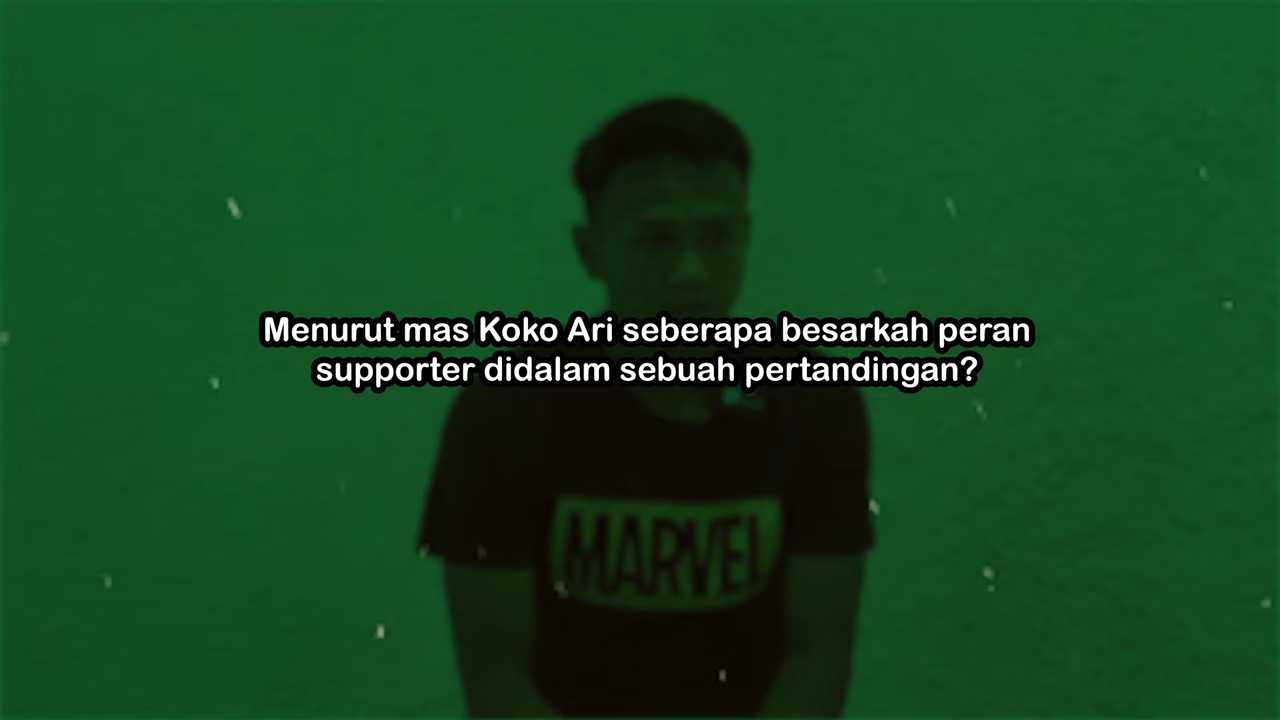 Menurut mas Koko Ari seberapa besarkah peran
supporter didalam sebuah pertandingan?
MARVEL